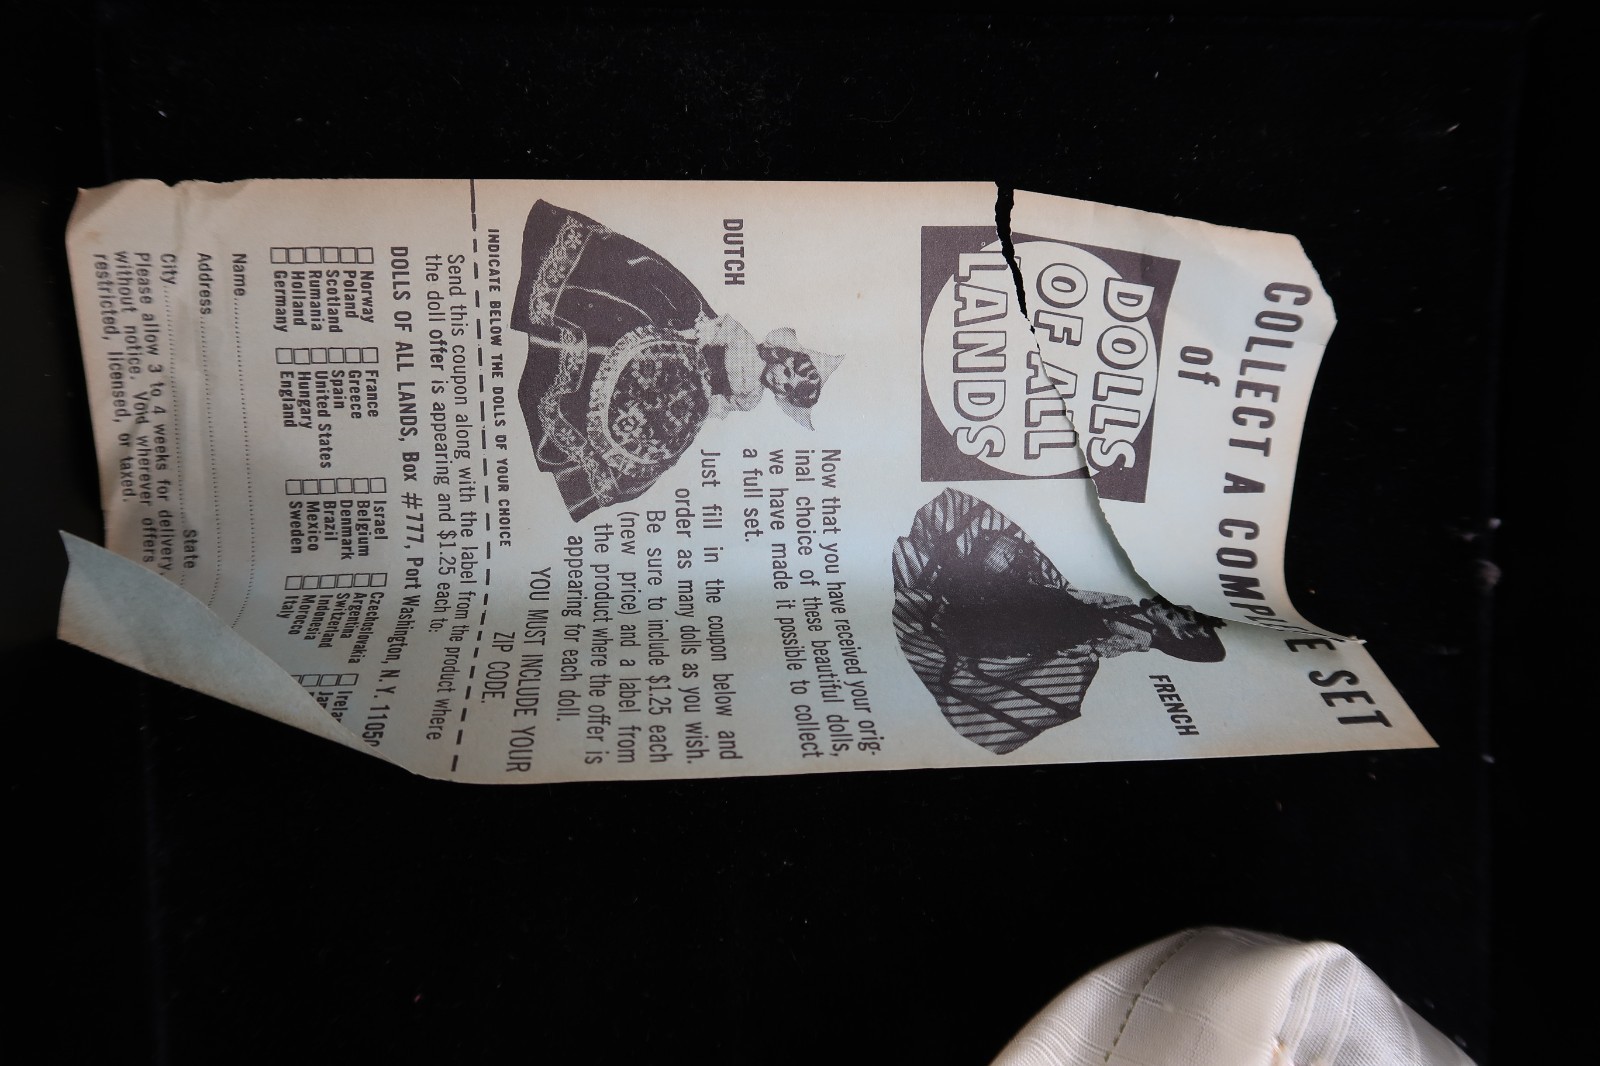 COLLECT A COMPLETE SET
of
DOLLS
OF ALL
LANDS
FRENCH
DUTCH
Now that you have received your orig-
inal choice of these beautiful dolls,
we have made it possible to collect
a full set.
Just fill in the coupon below and
order as many dolls as you wish.
Be sure to include $1.25 each
(new price) and a label from
the product where the offer is
appearing for each doll.
YOU MUST INCLUDE YOUR
ZIP CODE.
INDICATE BELOW THE DOLLS OF YOUR CHOICE
Send this coupon along with the label from the product where
the doll offer is appearing and $1.25 each to:
DOLLS OF ALL LANDS, Box #777, Port Washington, N. Y. 1105
Norway France Israel Czechoslovakia
Poland Greece Belgium Argentina
Scotland Spain Denmark Switzerland
Rumania United States Brazil Indonesia
Holland Hungary Mexico Morocco
Germany England Sweden Italy
Name
Address
City State
Please allow 3 to 4 weeks for delivery.
without notice. Void wherever offers
restricted, licensed, or taxed.